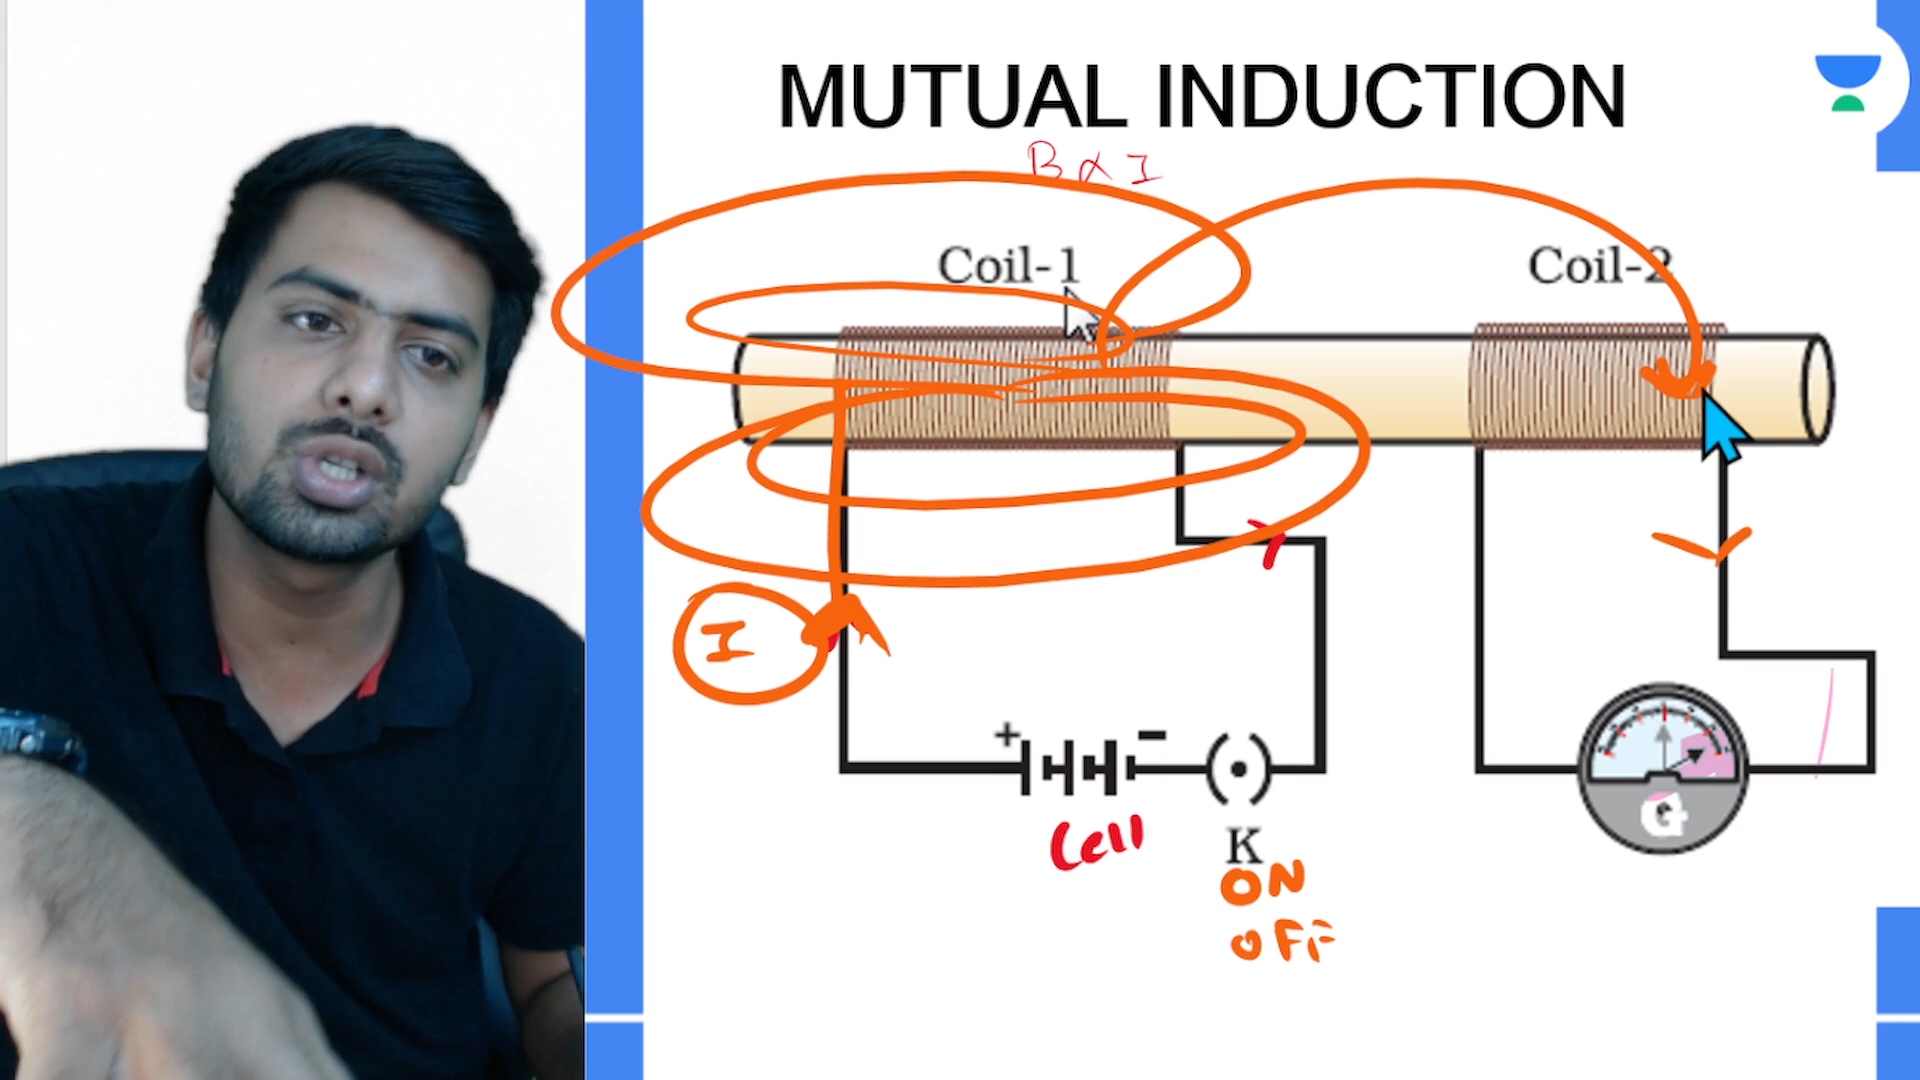 MUTUAL INDUCTION
B α I
Coil-1
Coil-2
I
+ −
Cell
K
ON
OFF
G